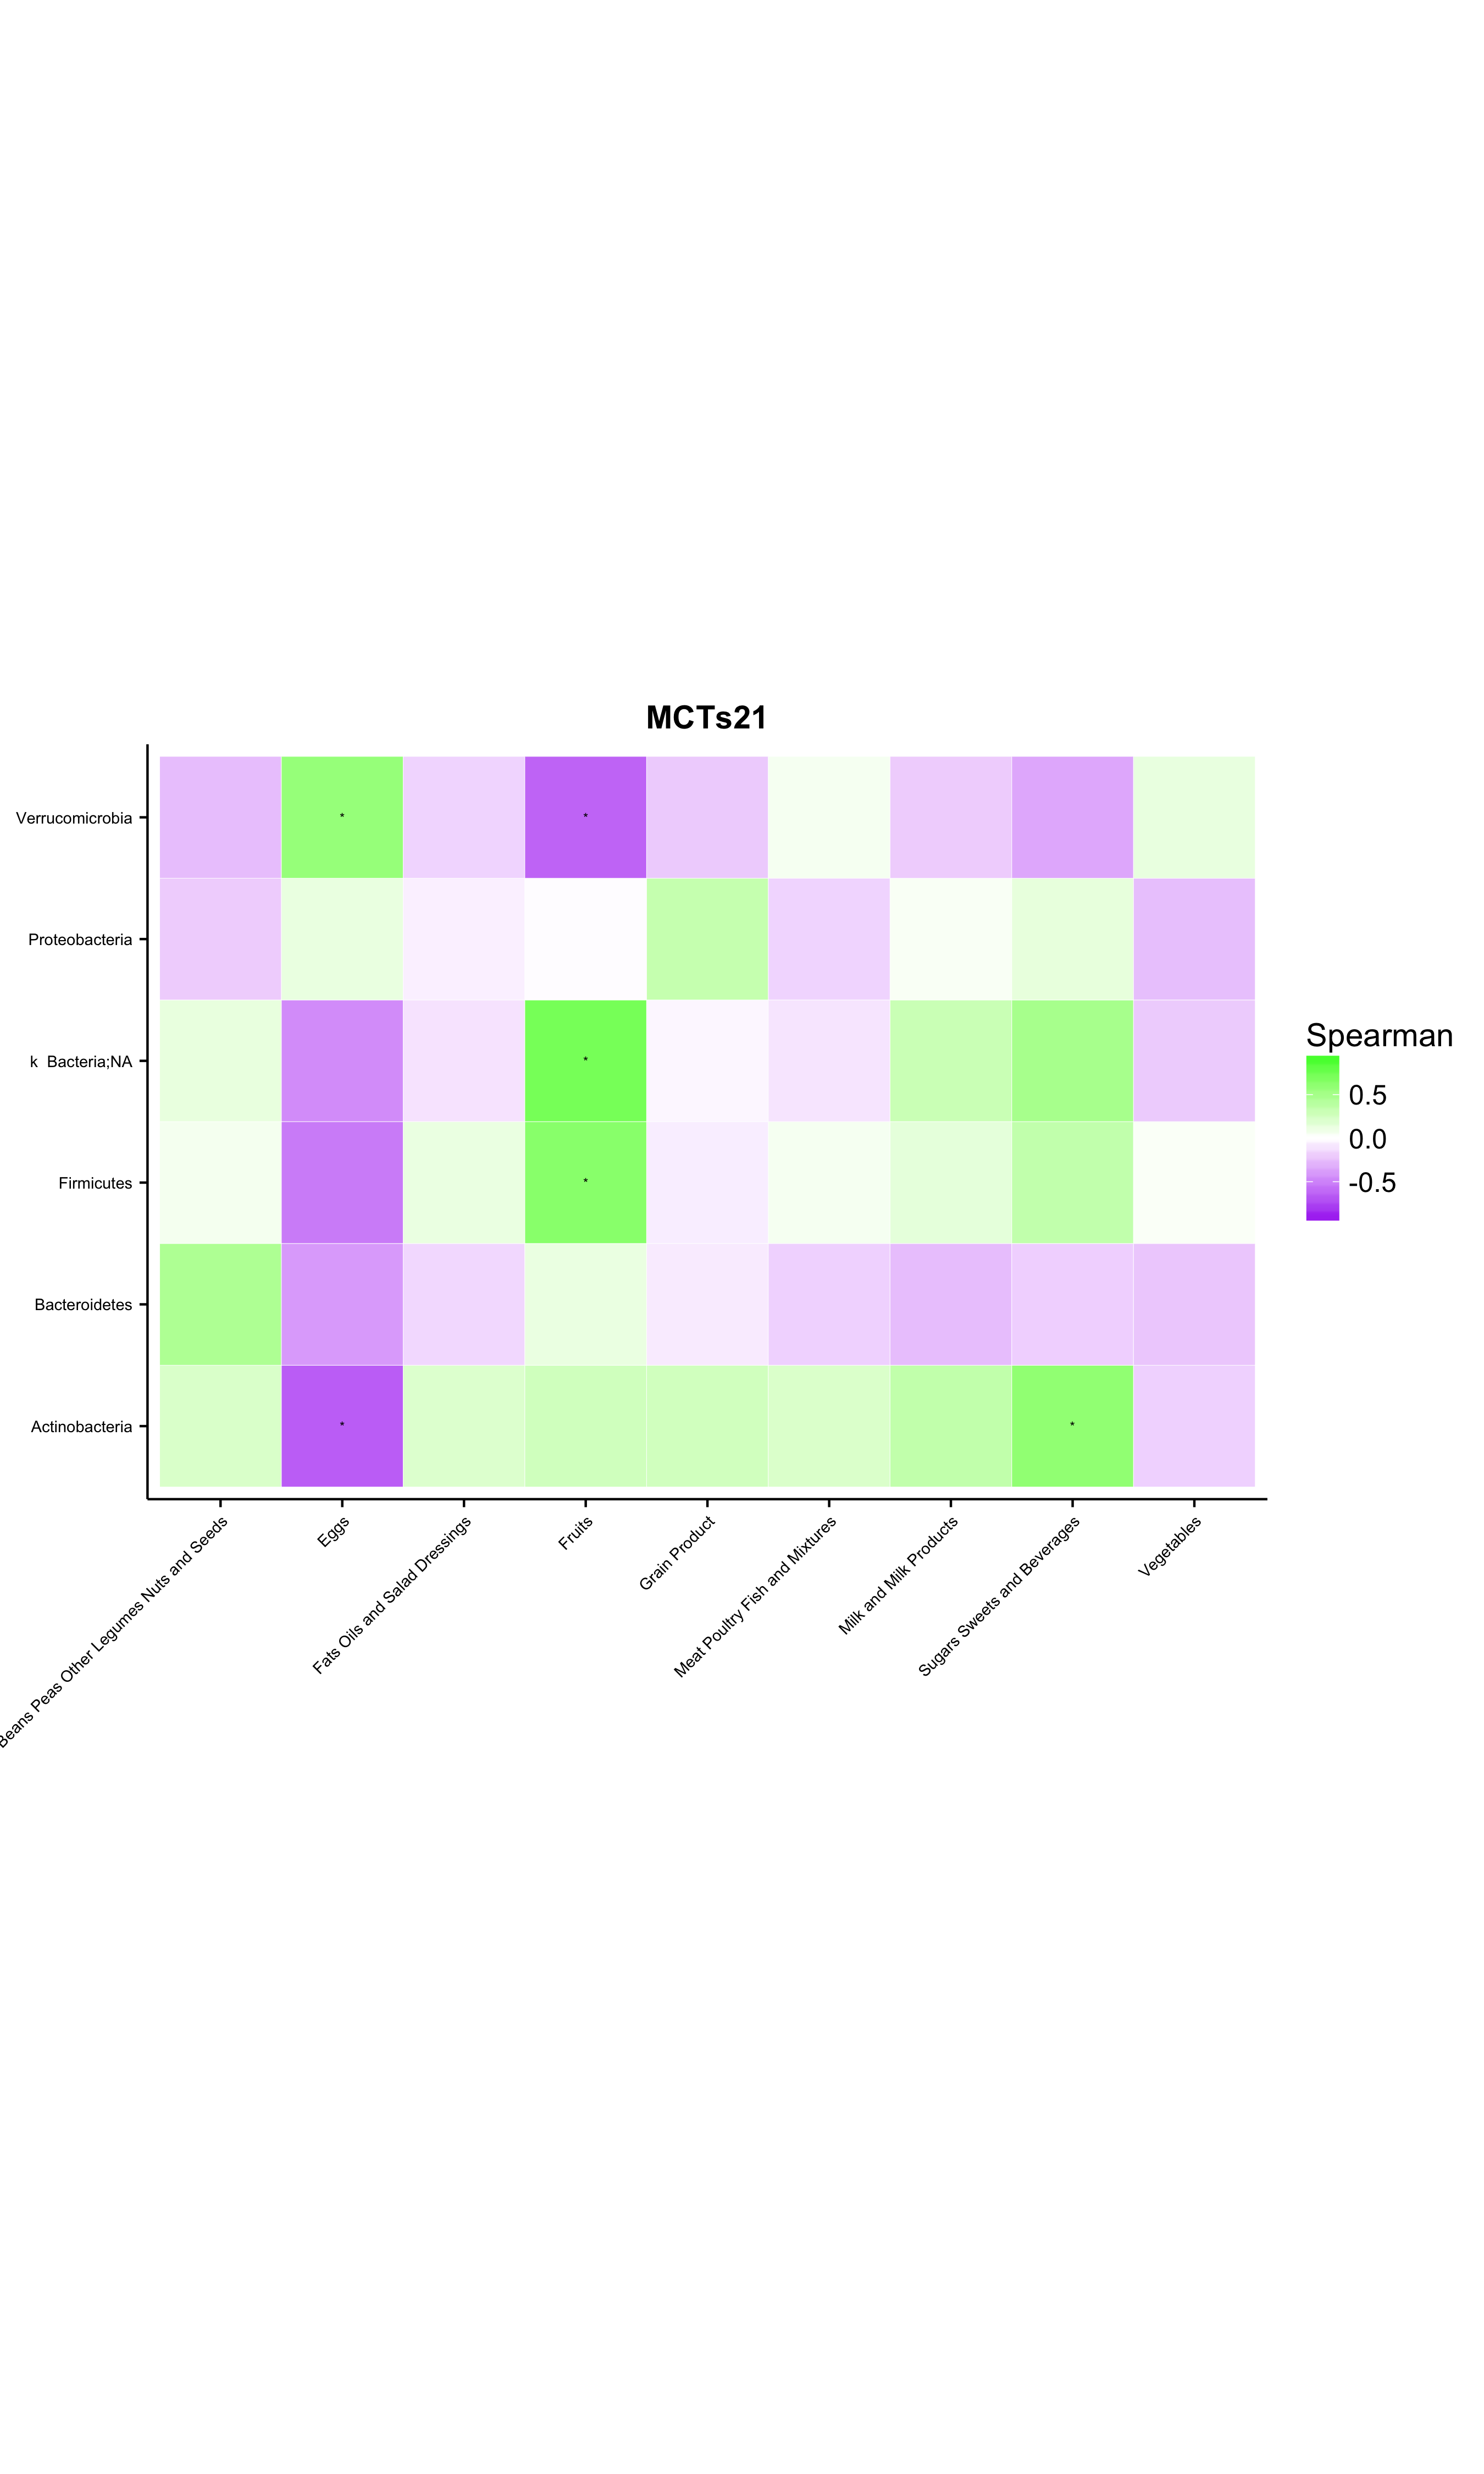 MCTs21
Verrucomicrobia
*
*
Proteobacteria
k Bacteria;NA
*
Firmicutes
*
Bacteroidetes
Actinobacteria
*
*
Beans Peas Other Legumes Nuts and Seeds
Eggs
Fats Oils and Salad Dressings
Fruits
Grain Product
Meat Poultry Fish and Mixtures
Milk and Milk Products
Sugars Sweets and Beverages
Vegetables
Spearman
0.5
0.0
-0.5